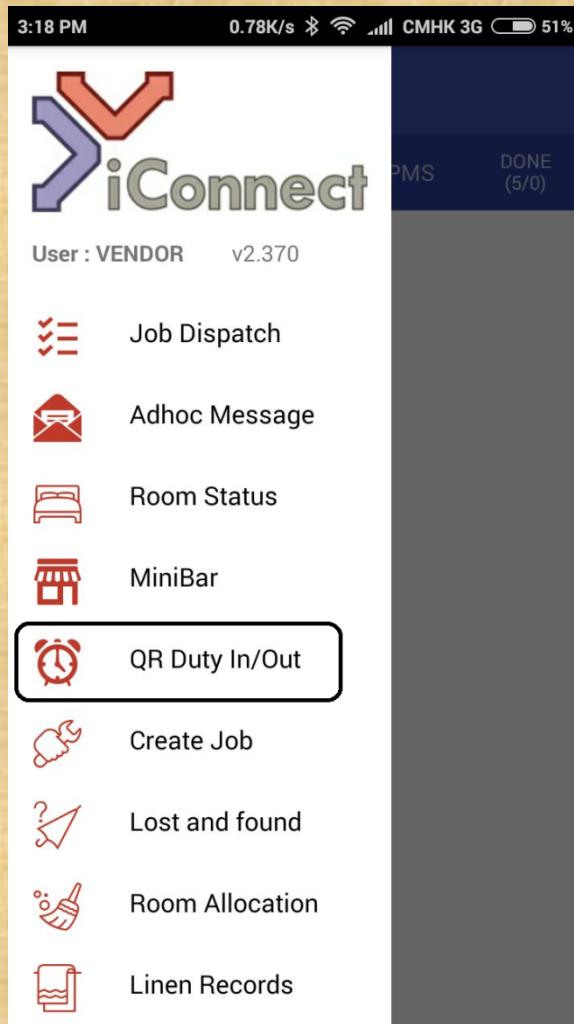 3:18 PM 0.78K/s CMHK 3G 51%
iConnect
PMS DONE
(5/0)
User : VENDOR v2.370
Job Dispatch
Adhoc Message
Room Status
MiniBar
QR Duty In/Out
Create Job
Lost and found
Room Allocation
Linen Records